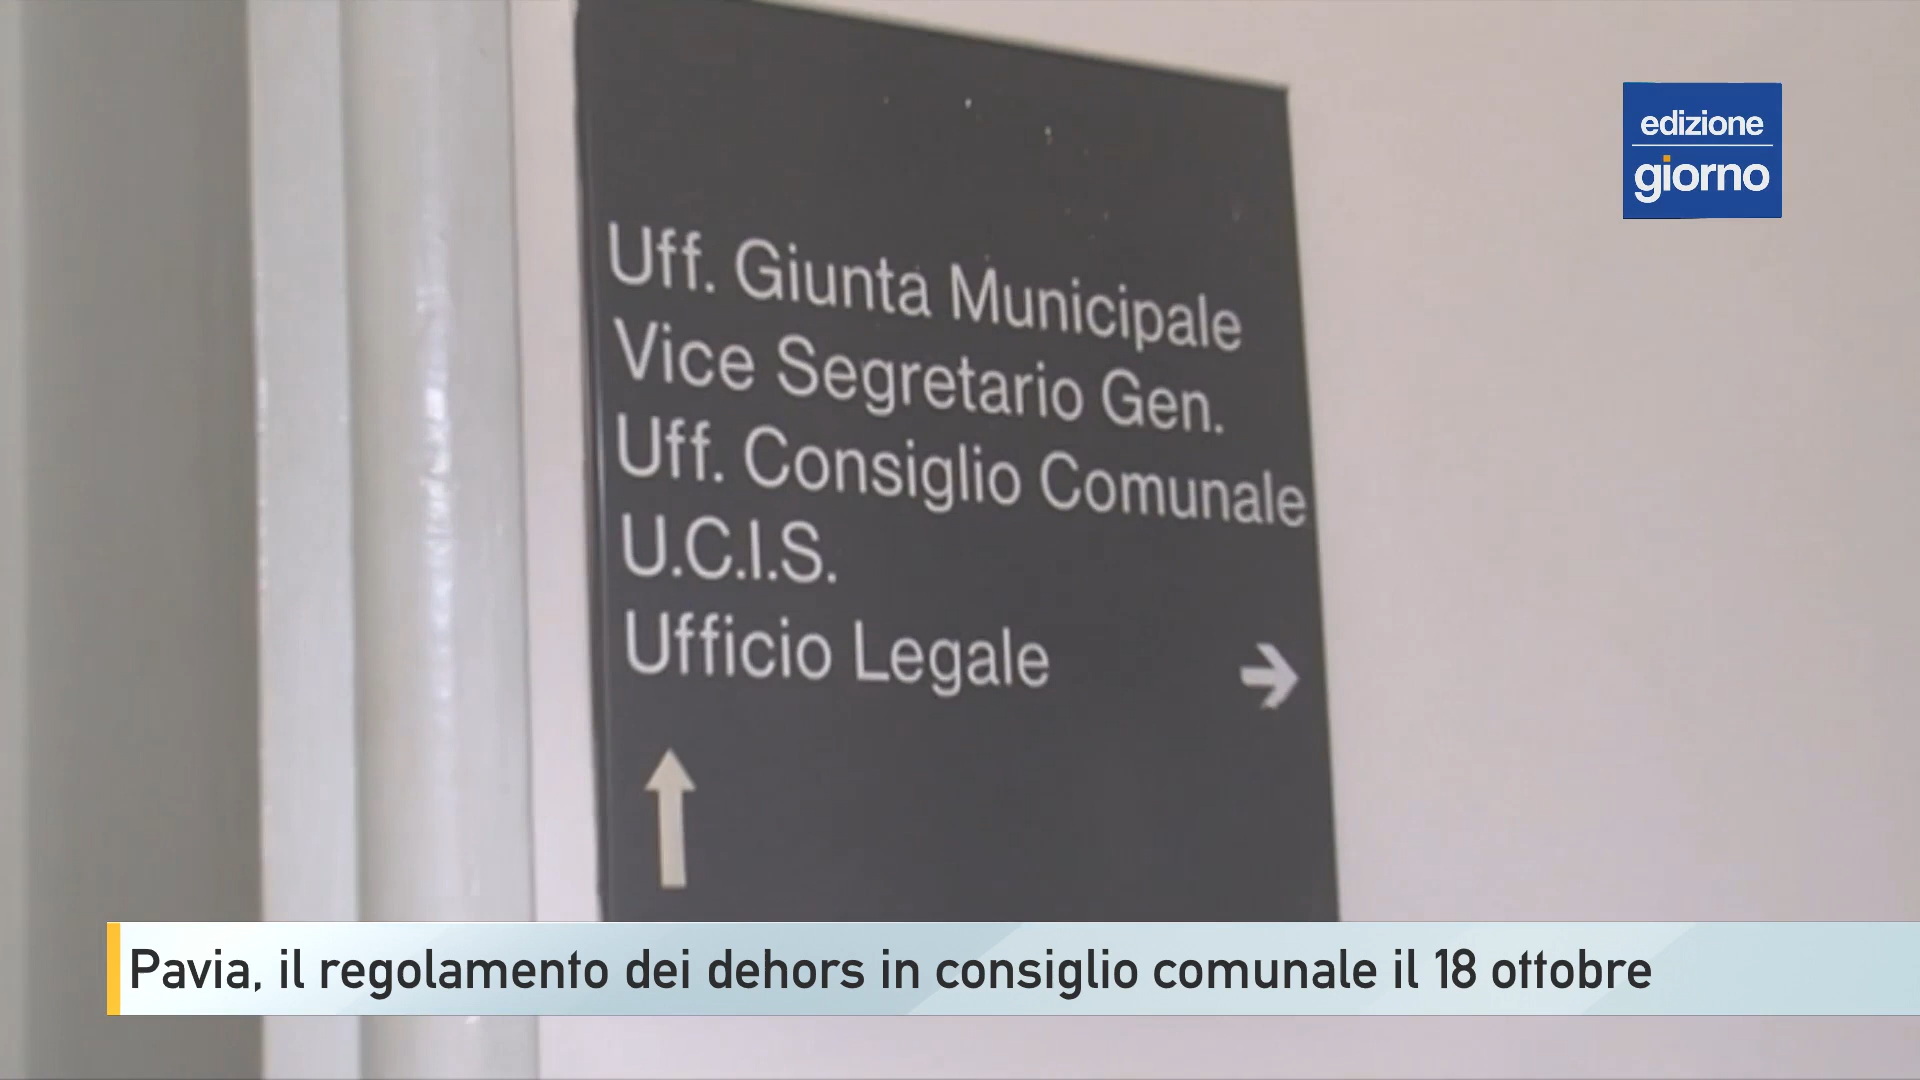 edizione
giorno
Uff. Giunta Municipale
Vice Segretario Gen.
Uff. Consiglio Comunale
U.C.I.S.
Ufficio Legale
Pavia, il regolamento dei dehors in consiglio comunale il 18 ottobre